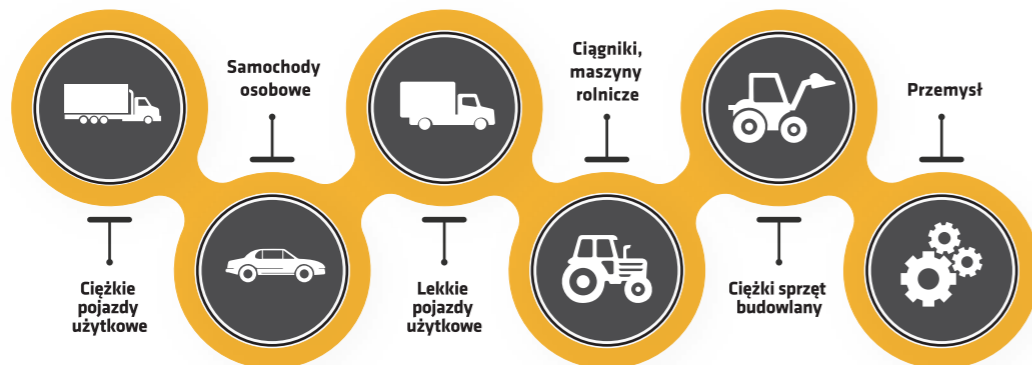 Samochody
osobowe
Ciągniki,
maszyny
rolnicze
Przemysł
Ciężkie
pojazdy
użytkowe
Lekkie
pojazdy
użytkowe
Ciężki sprzęt
budowlany